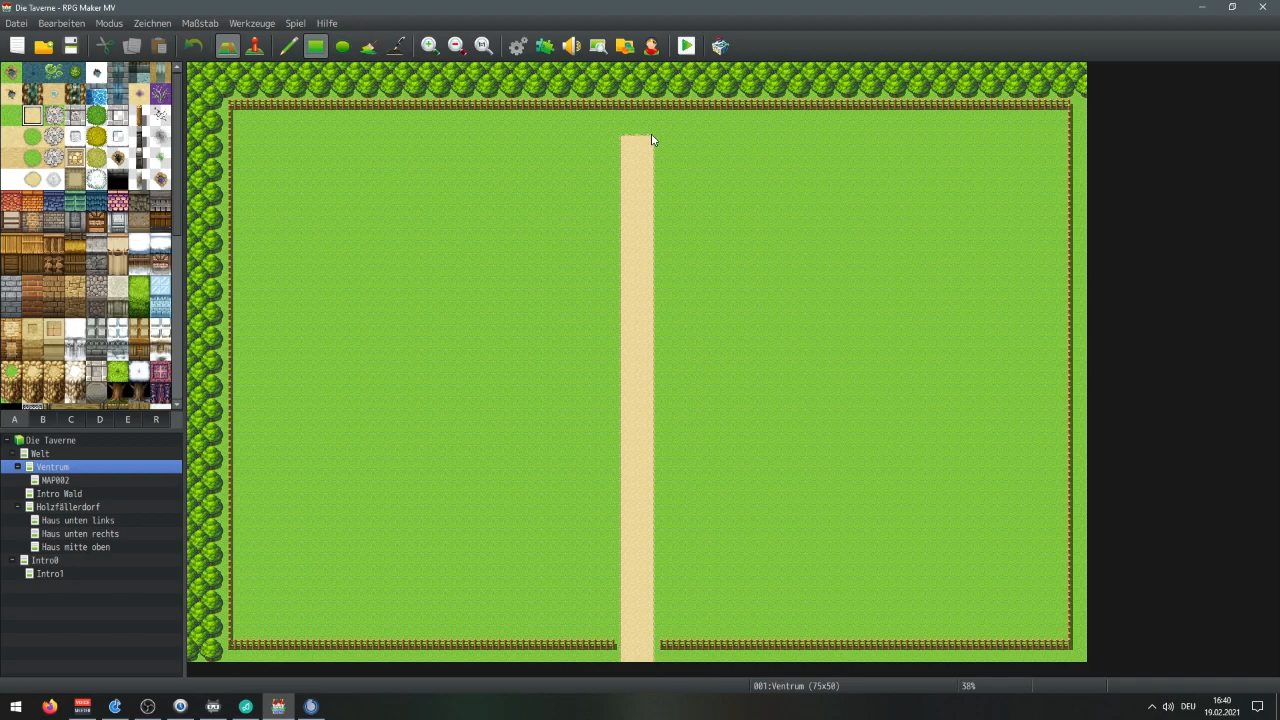 Die Taverne - RPG Maker MV
Datei Bearbeiten Modus Zeichnen Maßstab Werkzeuge Spiel Hilfe
A B C D E R
Die Taverne
Welt
Ventrum
MAP002
Intro Wald
Holzfällerdorf
Haus unten links
Haus unten rechts
Haus mitte oben
Intro0
Intro1
001:Ventrum (75x50) 38%
VOICE
MEETER
DEU
16:40
19.02.2021